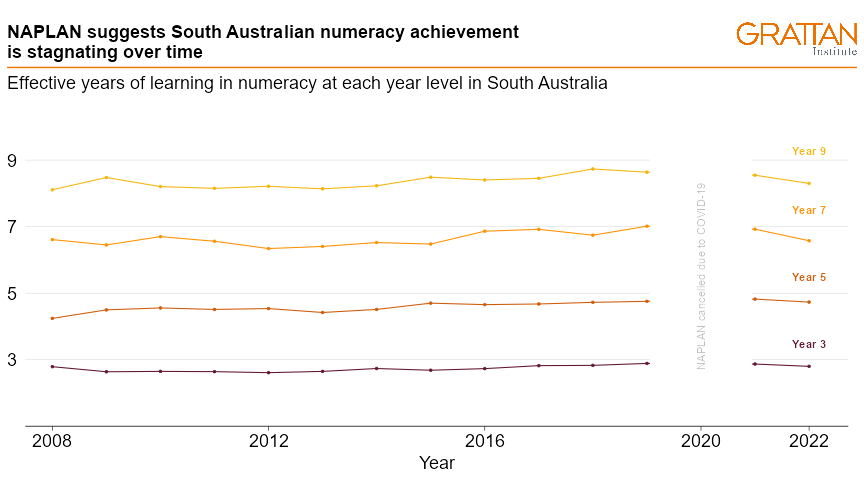 NAPLAN suggests South Australian numeracy achievement
is stagnating over time
GRATTAN
Institute
Effective years of learning in numeracy at each year level in South Australia
9
7
5
3
Year 9
Year 7
Year 5
Year 3
NAPLAN cancelled due to COVID-19
2008
2012
2016
2020
2022
Year